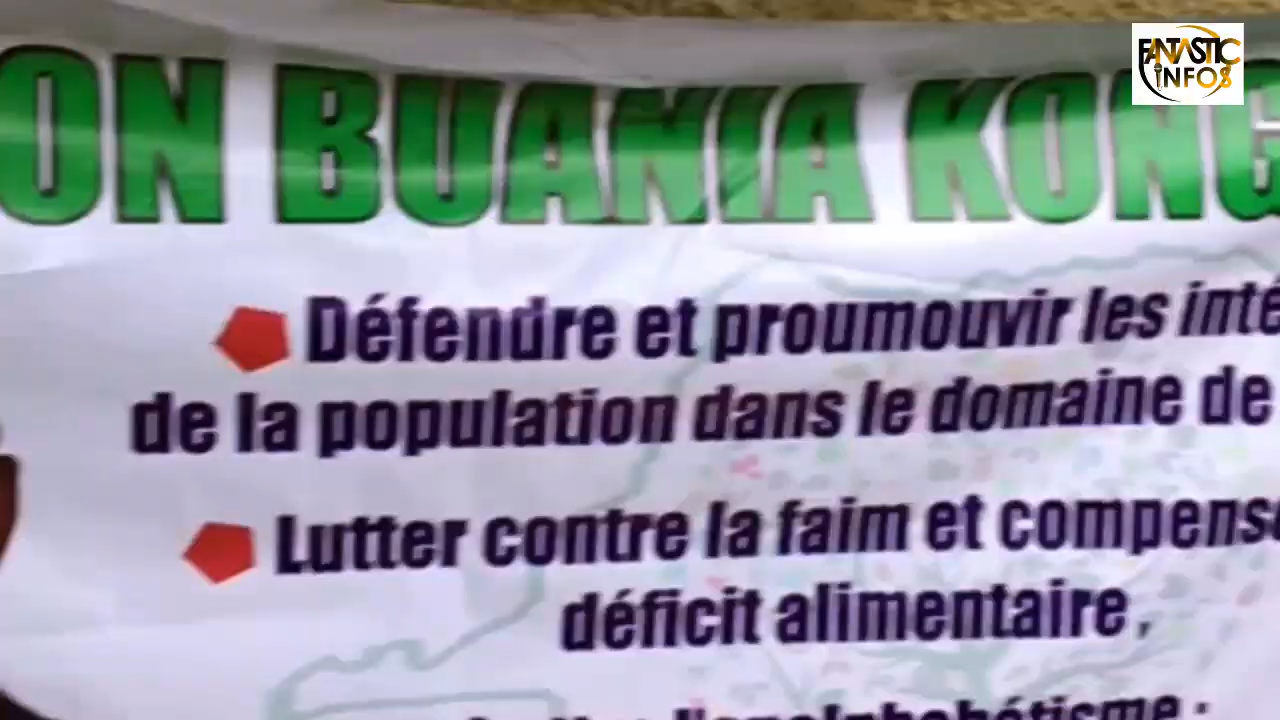 FANTASTIC
INFOS
ON BUANIA KONG
Défendre et proumouvir les inté
de la population dans le domaine de
Lutter contre la faim et compens
déficit alimentaire,
l'analphabétisme;